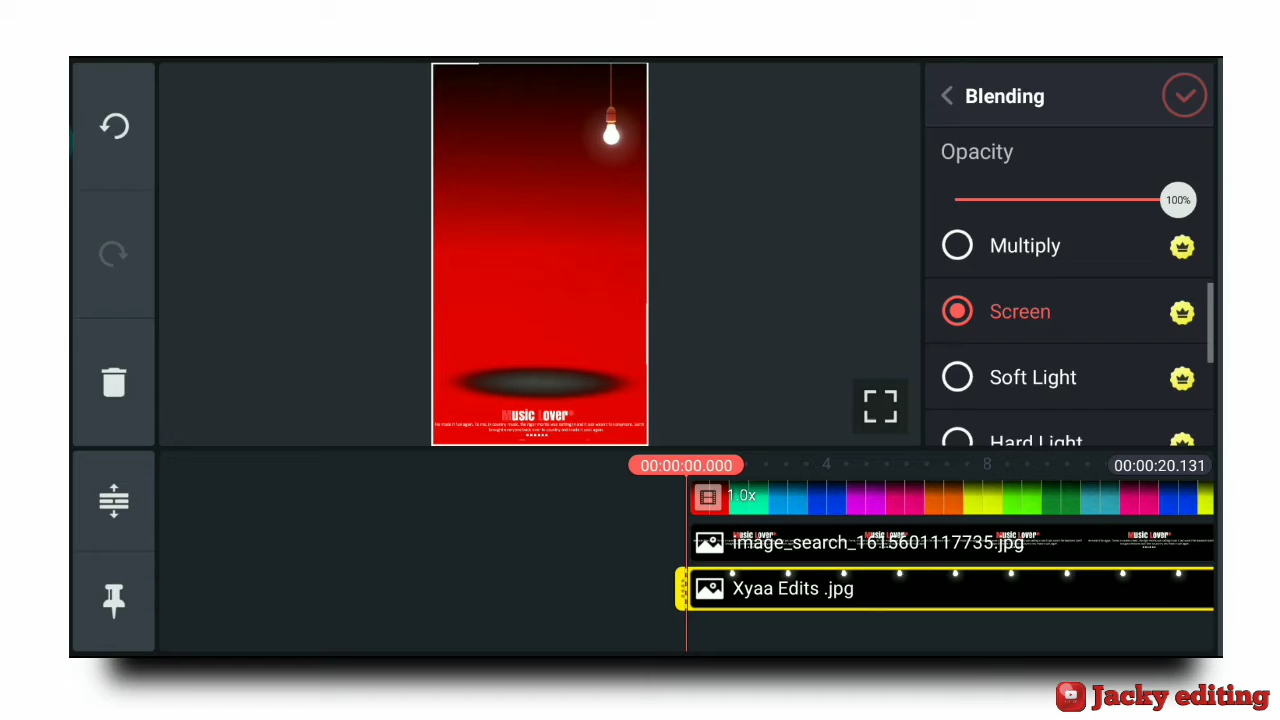 Blending
Opacity
100%
Multiply
Screen
Soft Light
Hard Light
Music Lover®
00:00:00.000
4
8
00:00:20.131
1.0x
image_search_1615601117735.jpg
Xyaa Edits .jpg
Jacky editing